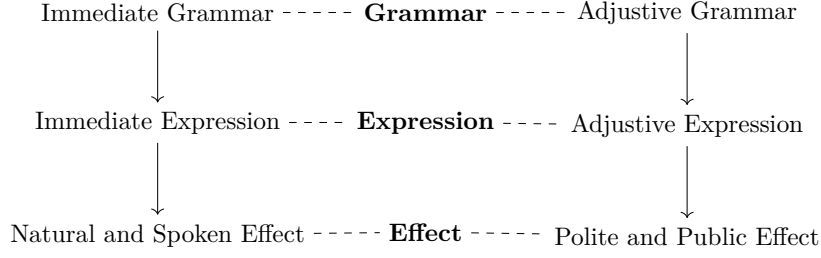 Immediate Grammar Grammar Adjustive Grammar
Immediate Expression Expression Adjustive Expression
Natural and Spoken Effect Effect Polite and Public Effect